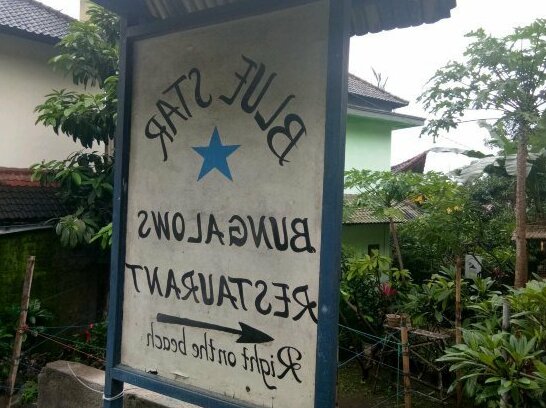 BLUE STAR
BUNGALOWS
RESTAURANT
Right on the beach